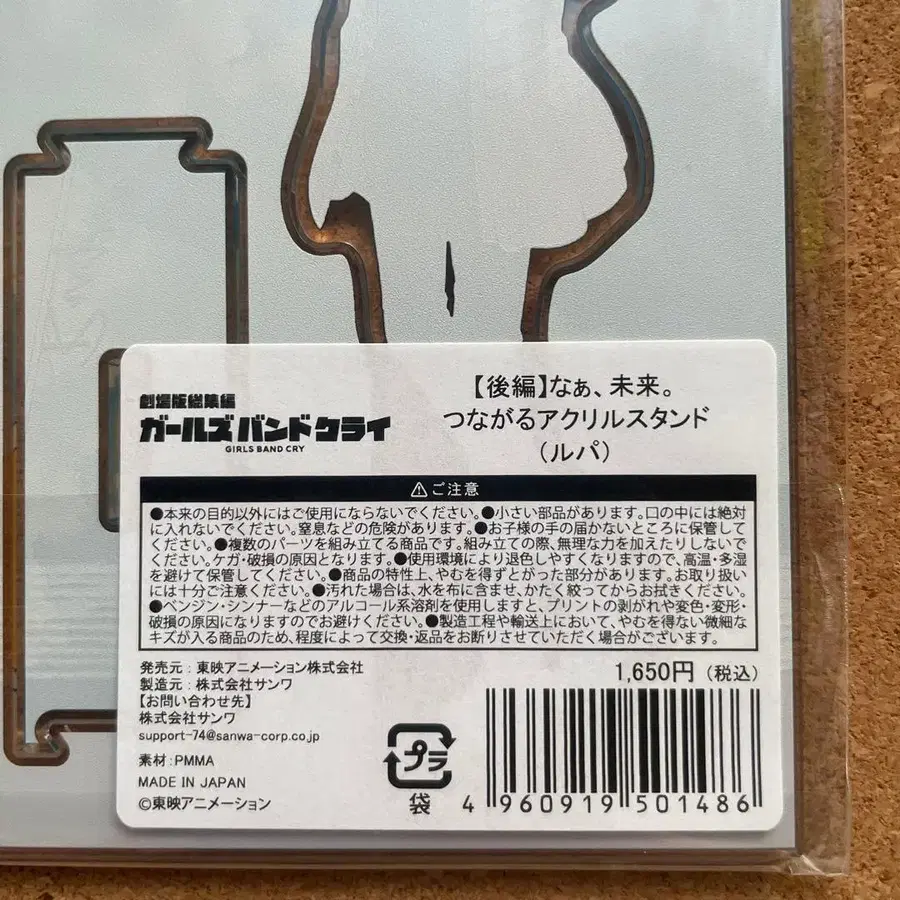 劇場版総集編
ガールズバンドクライ
GIRLS BAND CRY
【後編】なぁ、未来。
つながるアクリルスタンド
（ルパ）
⚠ご注意
●本来の目的以外にはご使用にならないでください。●小さい部品があります。口の中には絶対
に入れないでください。窒息などの危険があります。●お子様の手の届かないところに保管して
ください。●複数のパーツを組み立てる商品です。組み立ての際、無理な力を加えたりしないで
ください。ケガ・破損の原因となります。●使用環境により退色しやすくなりますので、高温・多湿
を避けて保管してください。●商品の特性上、やむを得ずとがった部分があります。お取り扱い
には十分ご注意ください。●汚れた場合は、水を布に含ませ、かたく絞ってからお拭きください。
●ベンジン・シンナーなどのアルコール系溶剤を使用しますと、プリントの剥がれや変色・変形・
破損の原因になりますのでお避けください。●製造工程や輸送上において、やむを得ない微細な
キズが入る商品のため、程度によって交換・返品をお断りさせていただく場合がございます。
発売元：東映アニメーション株式会社
製造元：株式会社サンワ
【お問い合わせ先】
株式会社サンワ
support-74@sanwa-corp.co.jp
素材：PMMA
MADE IN JAPAN
©東映アニメーション
1,650円（税込）
プラ
袋
4 960919 501486